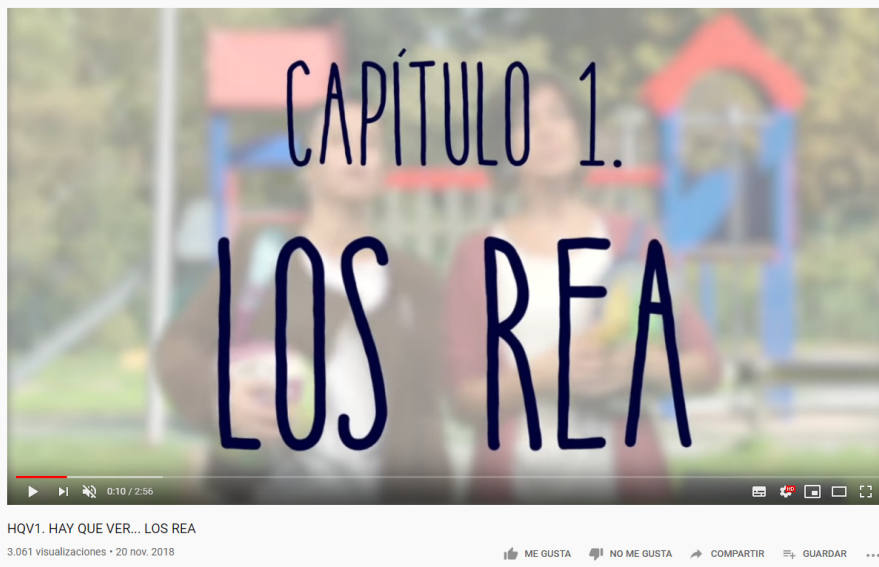 CAPÍTULO 1.
LOS REA
0:10 / 2:56
HD
HQV1. HAY QUE VER... LOS REA
3.061 visualizaciones • 20 nov. 2018
ME GUSTA NO ME GUSTA COMPARTIR GUARDAR